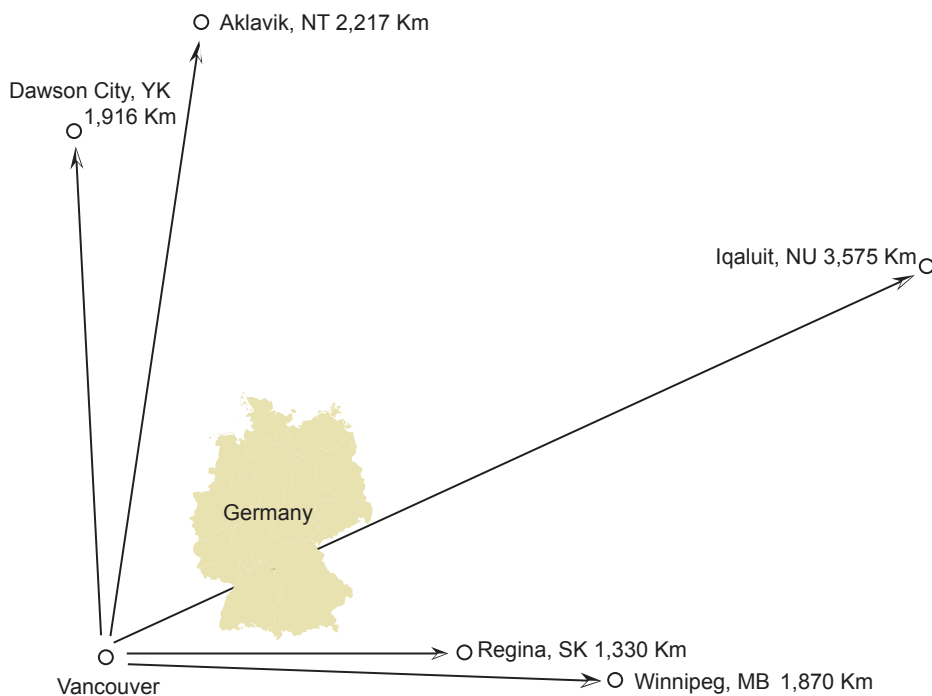 Aklavik, NT 2,217 Km
Dawson City, YK
1,916 Km
Iqaluit, NU 3,575 Km
Germany
Regina, SK 1,330 Km
Winnipeg, MB 1,870 Km
Vancouver